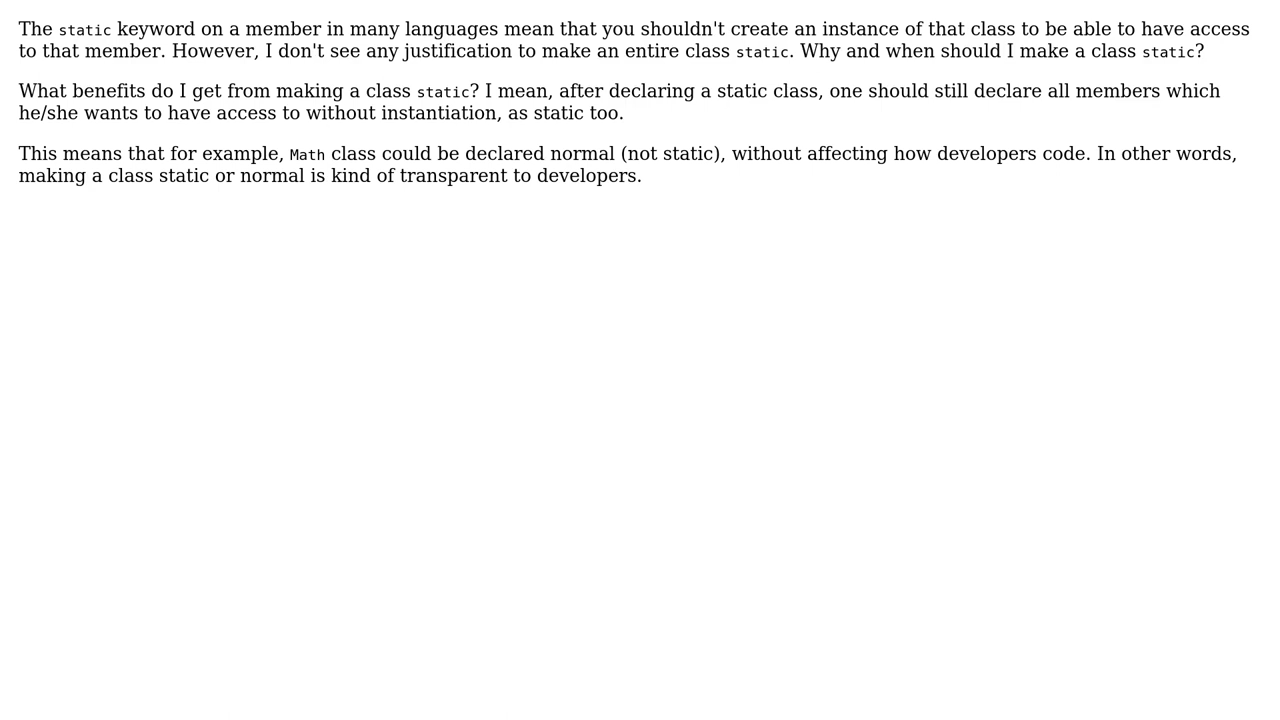 The static keyword on a member in many languages mean that you shouldn't create an instance of that class to be able to have access
to that member. However, I don't see any justification to make an entire class static. Why and when should I make a class static?
What benefits do I get from making a class static? I mean, after declaring a static class, one should still declare all members which
he/she wants to have access to without instantiation, as static too.
This means that for example, Math class could be declared normal (not static), without affecting how developers code. In other words,
making a class static or normal is kind of transparent to developers.